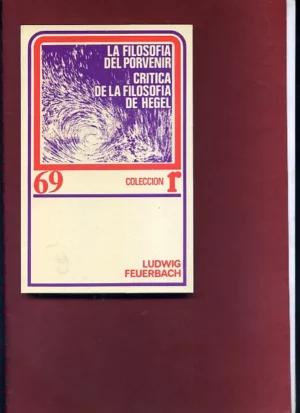 LA FILOSOFIA
DEL PORVENIR
CRITICA
DE LA FILOSOFIA
DE HEGEL
69 COLECCION r
LUDWIG
FEUERBACH